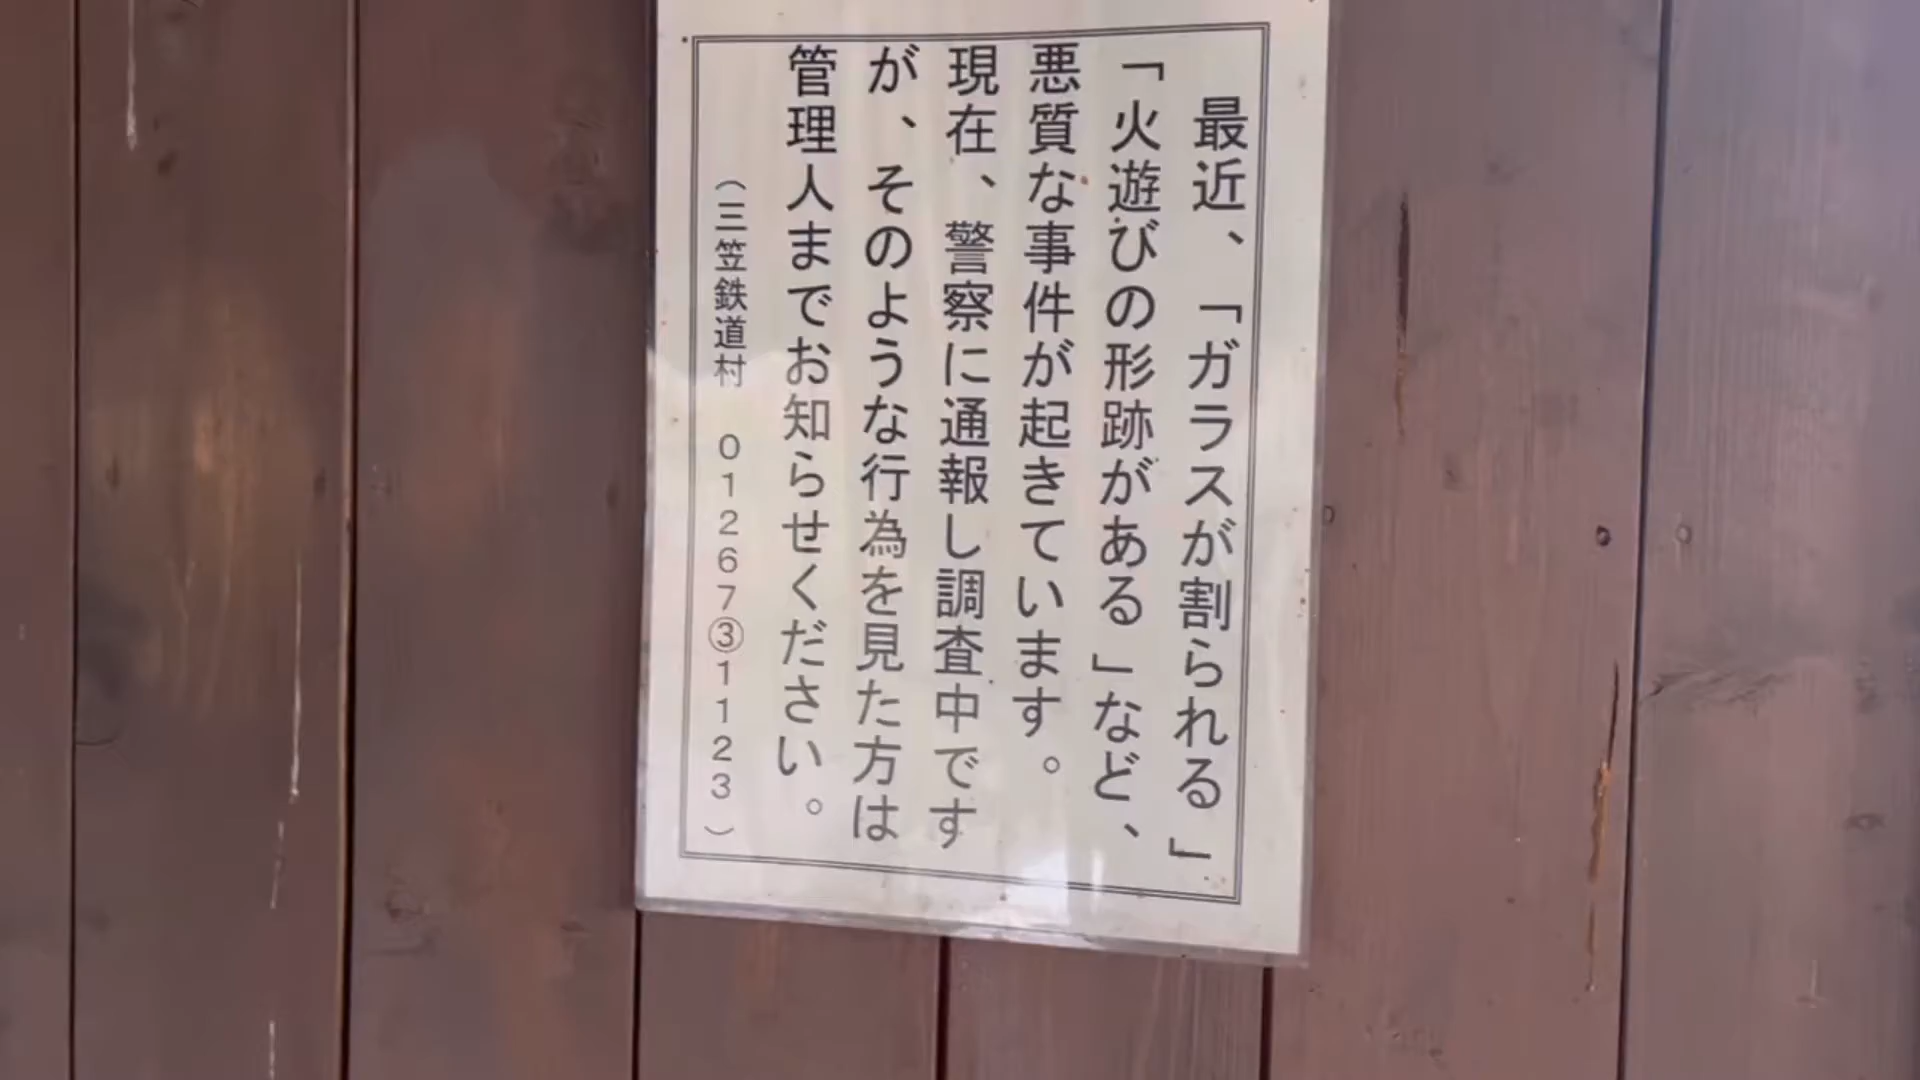 最近、「ガラスが割られる」
「火遊びの形跡がある」など、
悪質な事件が起きています。
現在、警察に通報し調査中です
が、そのような行為を見た方は
管理人までお知らせください。
（三笠鉄道村　01267③1123）